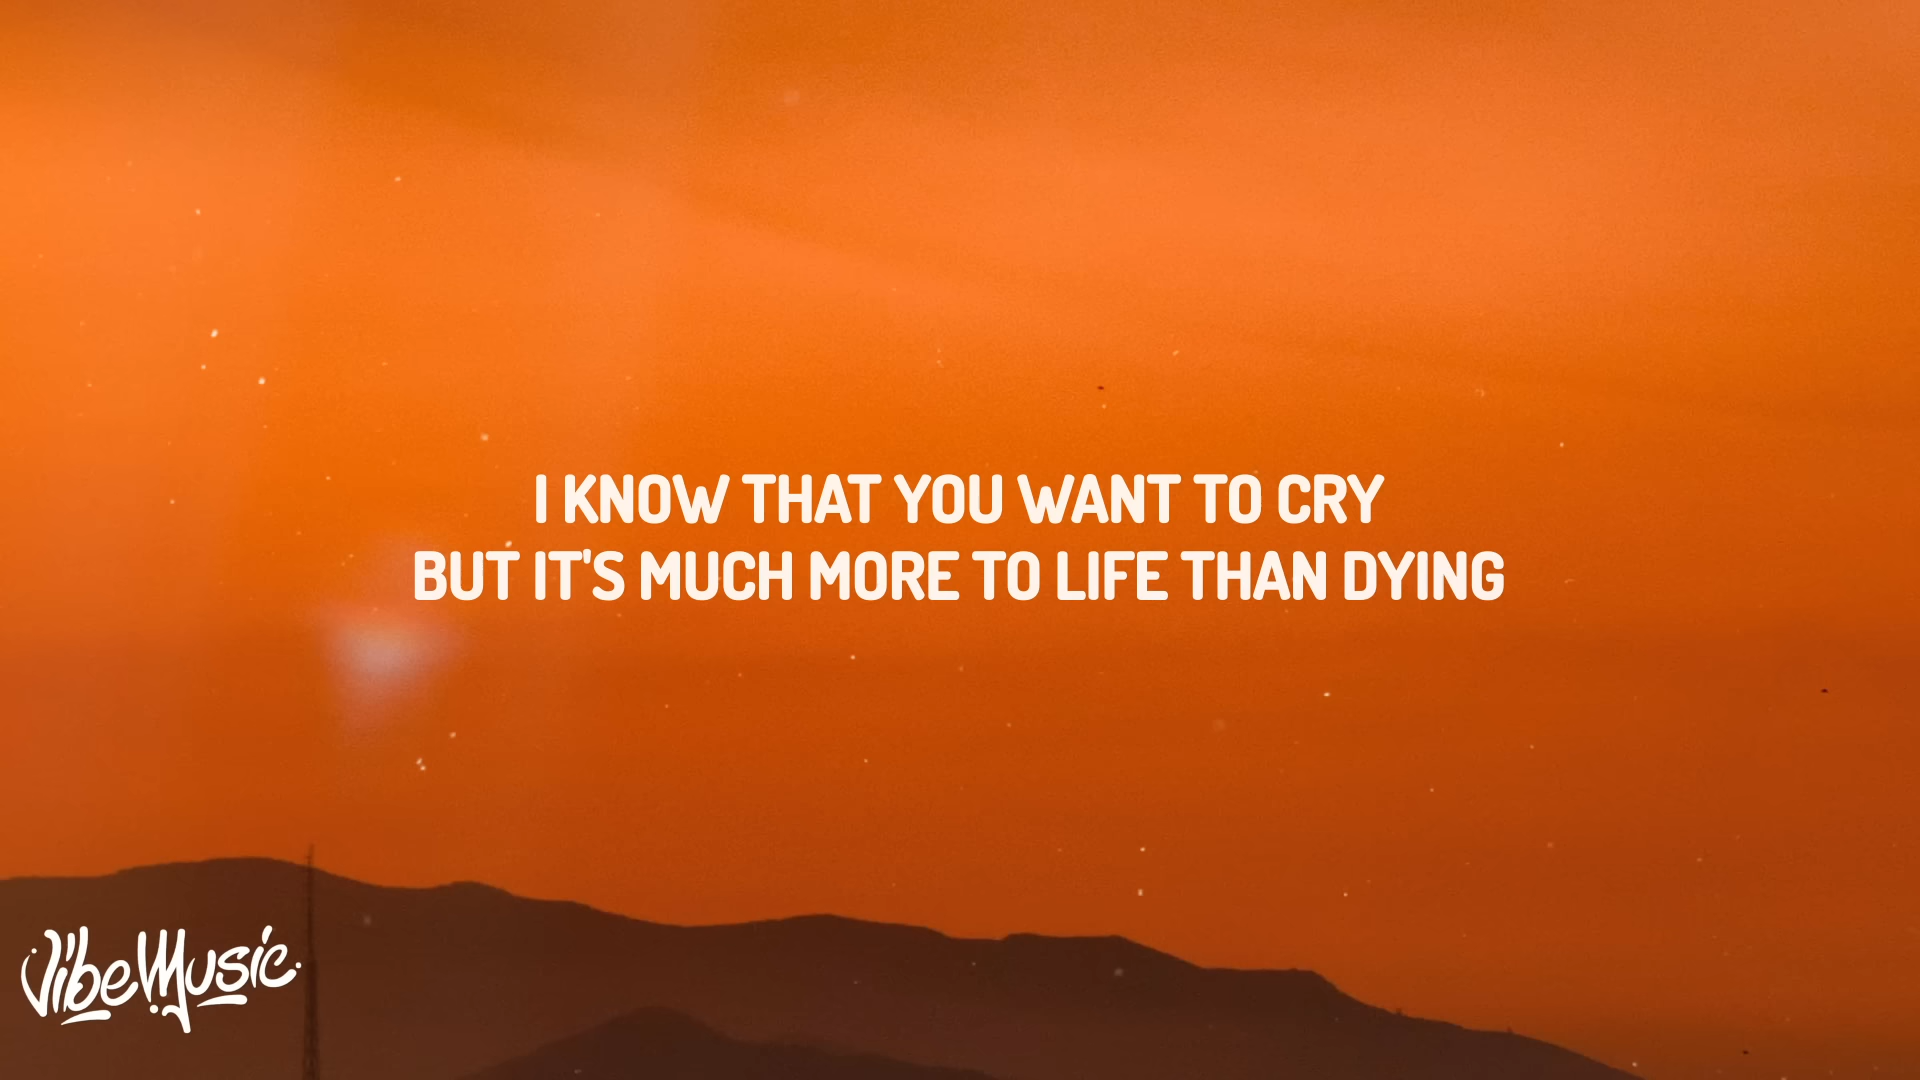 I KNOW THAT YOU WANT TO CRY
BUT IT'S MUCH MORE TO LIFE THAN DYING
VibeMusic